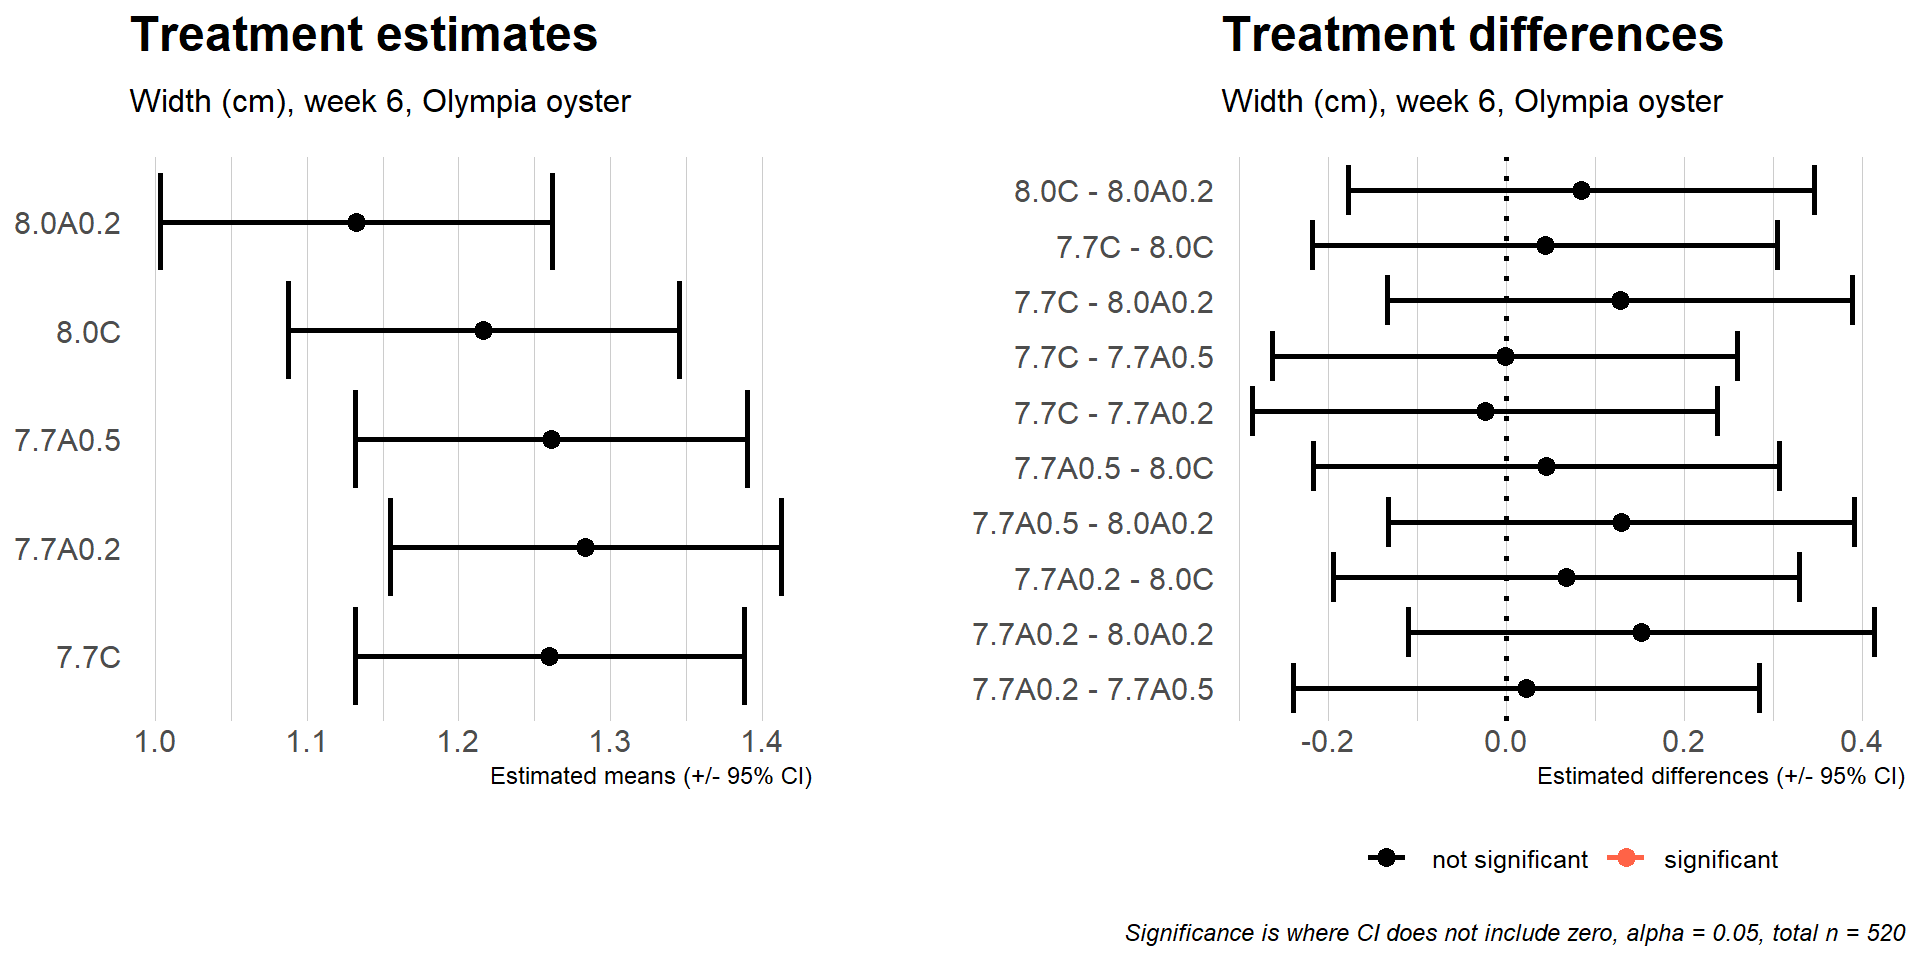 Treatment estimates
Width (cm), week 6, Olympia oyster
8.0A0.2
8.0C
7.7A0.5
7.7A0.2
7.7C
1.0 1.1 1.2 1.3 1.4
Estimated means (+/- 95% CI)
Treatment differences
Width (cm), week 6, Olympia oyster
8.0C - 8.0A0.2
7.7C - 8.0C
7.7C - 8.0A0.2
7.7C - 7.7A0.5
7.7C - 7.7A0.2
7.7A0.5 - 8.0C
7.7A0.5 - 8.0A0.2
7.7A0.2 - 8.0C
7.7A0.2 - 8.0A0.2
7.7A0.2 - 7.7A0.5
-0.2 0.0 0.2 0.4
Estimated differences (+/- 95% CI)
not significant significant
Significance is where CI does not include zero, alpha = 0.05, total n = 520